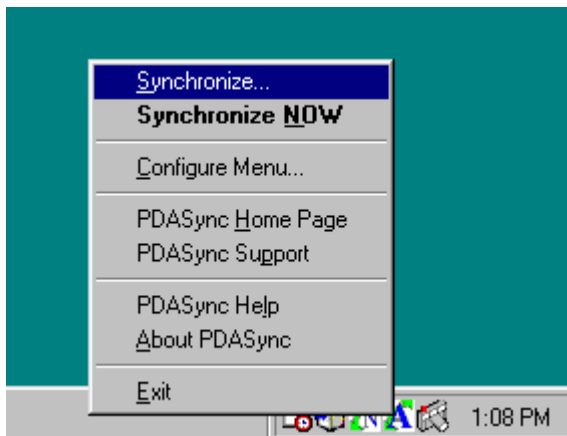 Synchronize...
Synchronize NOW
Configure Menu...
PDASync Home Page
PDASync Support
PDASync Help
About PDASync
Exit
1:08 PM